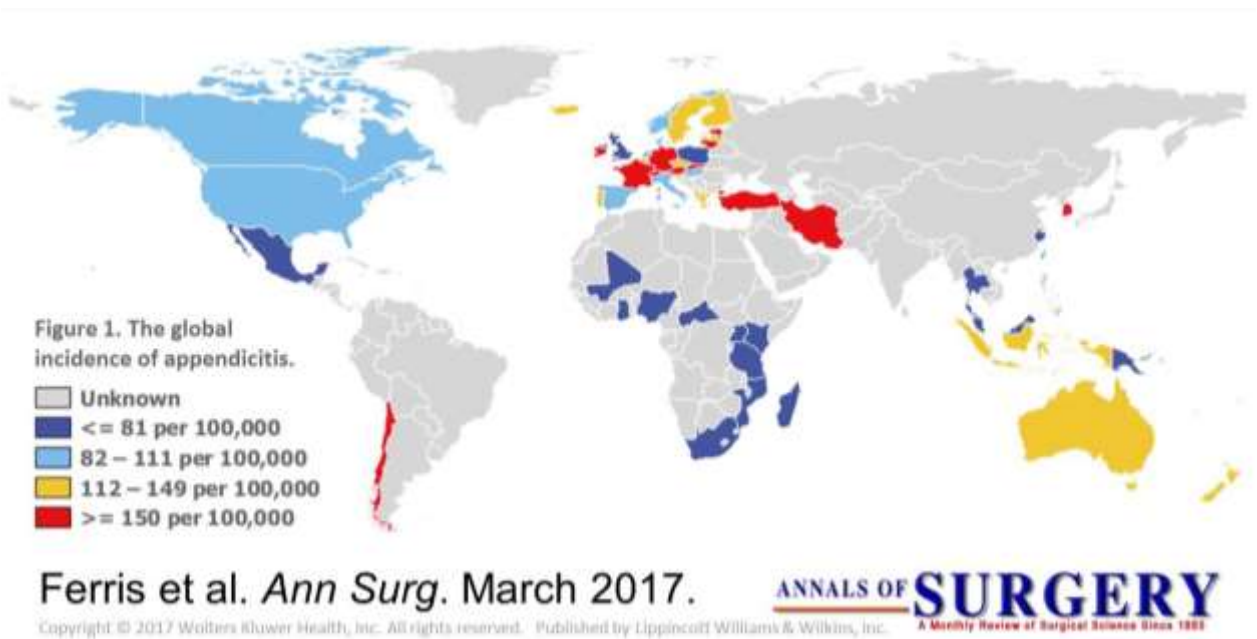 Figure 1. The global
incidence of appendicitis.
Unknown
<= 81 per 100,000
82 – 111 per 100,000
112 – 149 per 100,000
>= 150 per 100,000
Ferris et al. Ann Surg. March 2017.
ANNALS OF SURGERY
A Monthly Review of Surgical Science Since 1885
Copyright © 2017 Wolters Kluwer Health, Inc. All rights reserved. Published by Lippincott Williams & Wilkins, Inc.